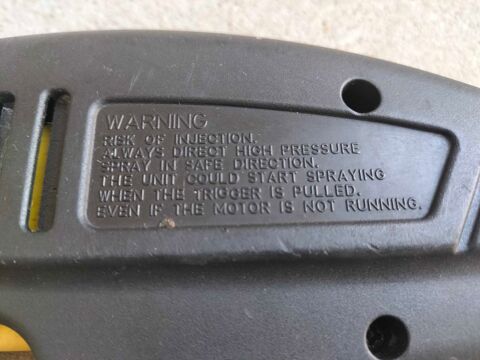 WARNING
RISK OF INJECTION.
ALWAYS DIRECT HIGH PRESSURE
SPRAY IN SAFE DIRECTION.
THE UNIT COULD START SPRAYING
WHEN THE TRIGGER IS PULLED.
EVEN IF THE MOTOR IS NOT RUNNING.